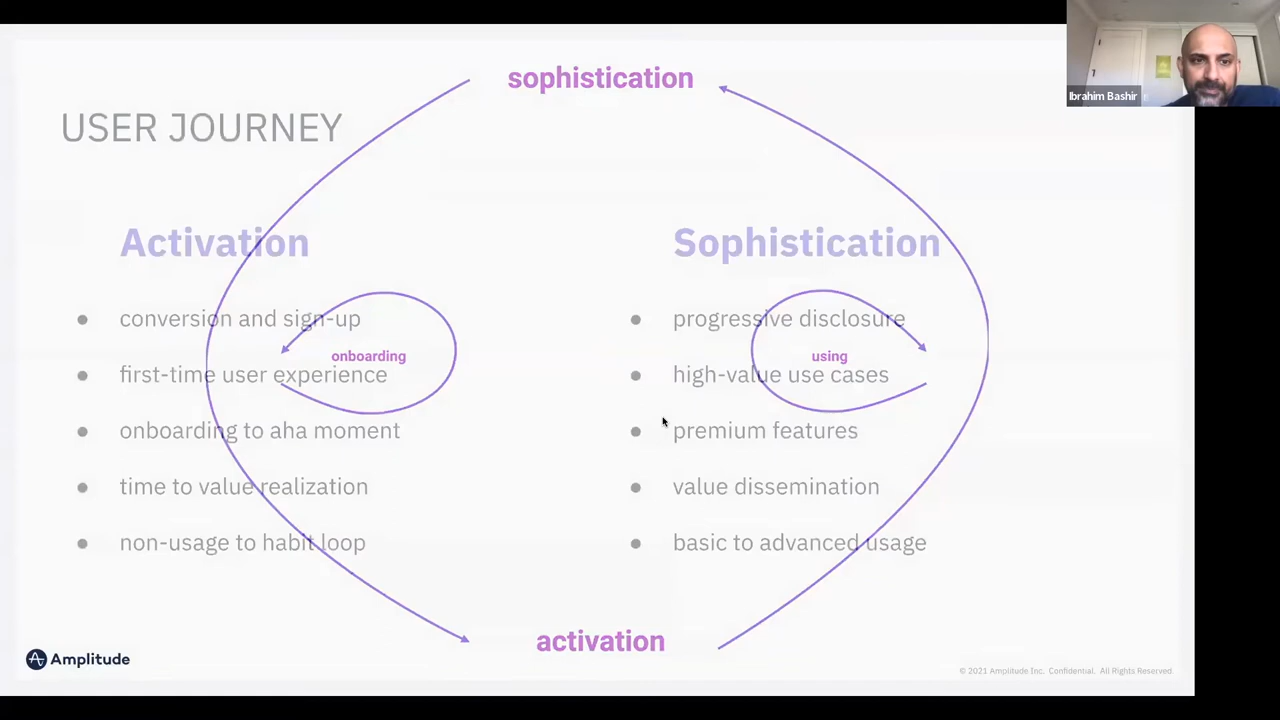 sophistication
Ibrahim Bashir
USER JOURNEY
Activation
Sophistication
conversion and sign-up
progressive disclosure
onboarding
using
first-time user experience
high-value use cases
onboarding to aha moment
premium features
time to value realization
value dissemination
non-usage to habit loop
basic to advanced usage
activation
Amplitude
© 2021 Amplitude Inc. Confidential. All Rights Reserved